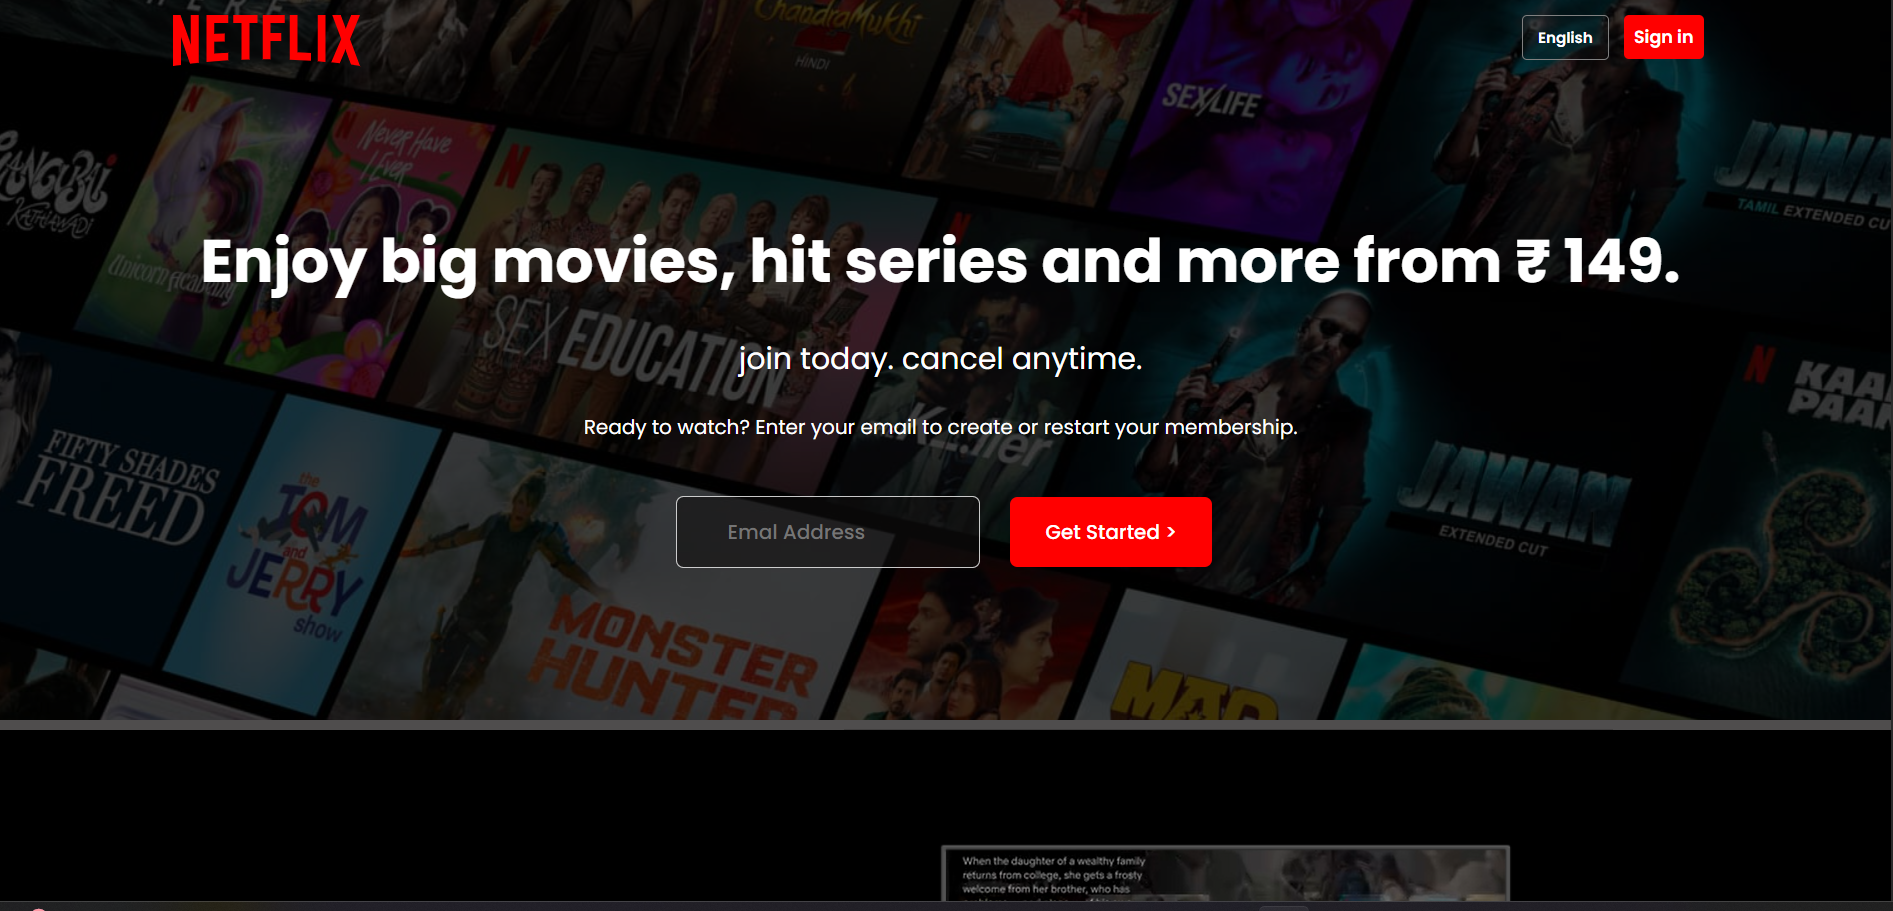 ChandraMukhi
HINDI
NETFLIX
English
Sign in
SEX/LIFE
Never Have
I Ever
KATHIAWADI
JAWAN
TAMIL EXTENDED CU
Enjoy big movies, hit series and more from ₹ 149.
Unicorn Academy
SEX EDUCATION
join today. cancel anytime.
KAA
PAAN
Ready to watch? Enter your email to create or restart your membership.
FIFTY SHADES
FREED
the
TOM
and
JERRY
show
JAWAN
EXTENDED CUT
Emal Address
Get Started >
MONSTER
HUNTER
MAD
When the daughter of a wealthy family
returns from college, she gets a frosty
welcome from her brother, who has